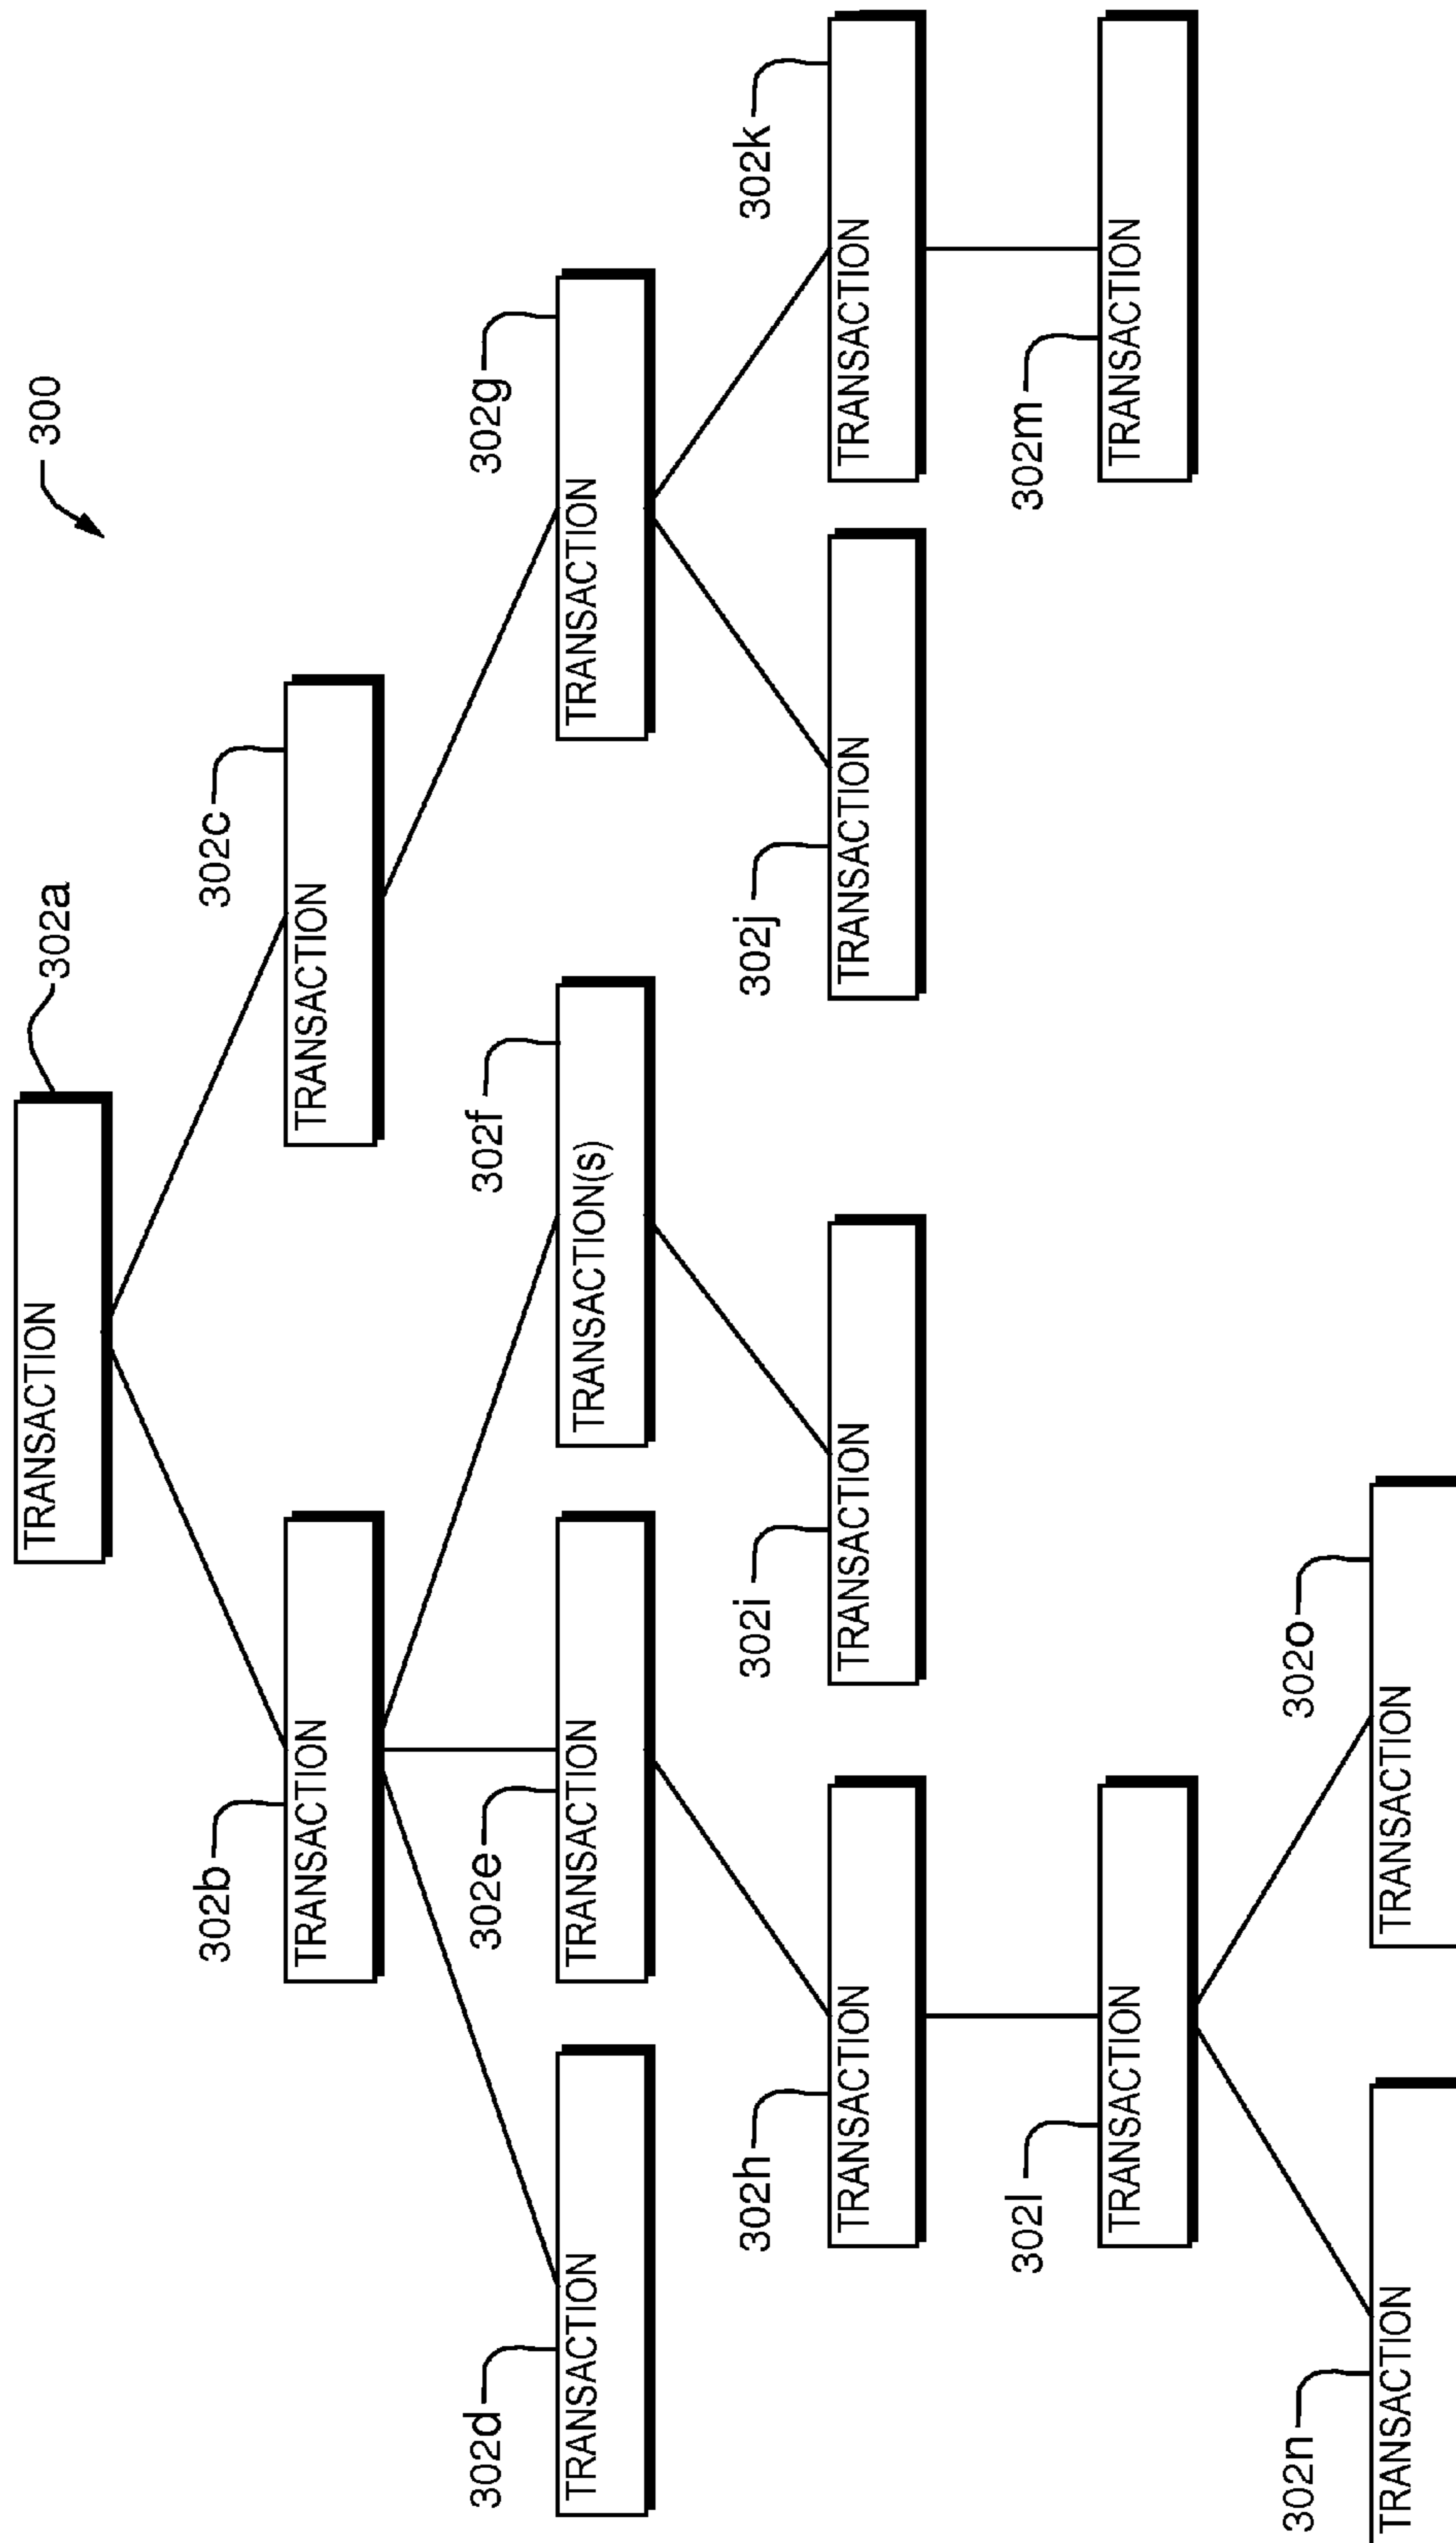 300
TRANSACTION
302a
302b
TRANSACTION
302c
TRANSACTION
302d
TRANSACTION
302e
TRANSACTION
302f
TRANSACTION(s)
302g
TRANSACTION
302h
TRANSACTION
302i
TRANSACTION
302j
TRANSACTION
302k
TRANSACTION
302l
TRANSACTION
302m
TRANSACTION
302n
TRANSACTION
302o
TRANSACTION